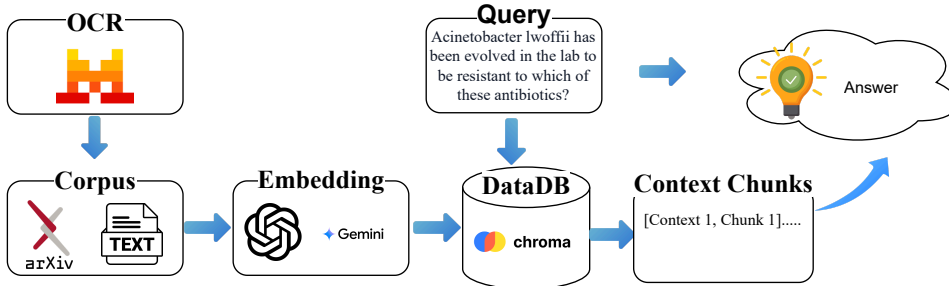 OCR
Query
Acinetobacter lwoffii has
been evolved in the lab to
be resistant to which of
these antibiotics?
Answer
Corpus
arXiv
TEXT
Embedding
Gemini
DataDB
chroma
Context Chunks
[Context 1, Chunk 1].....